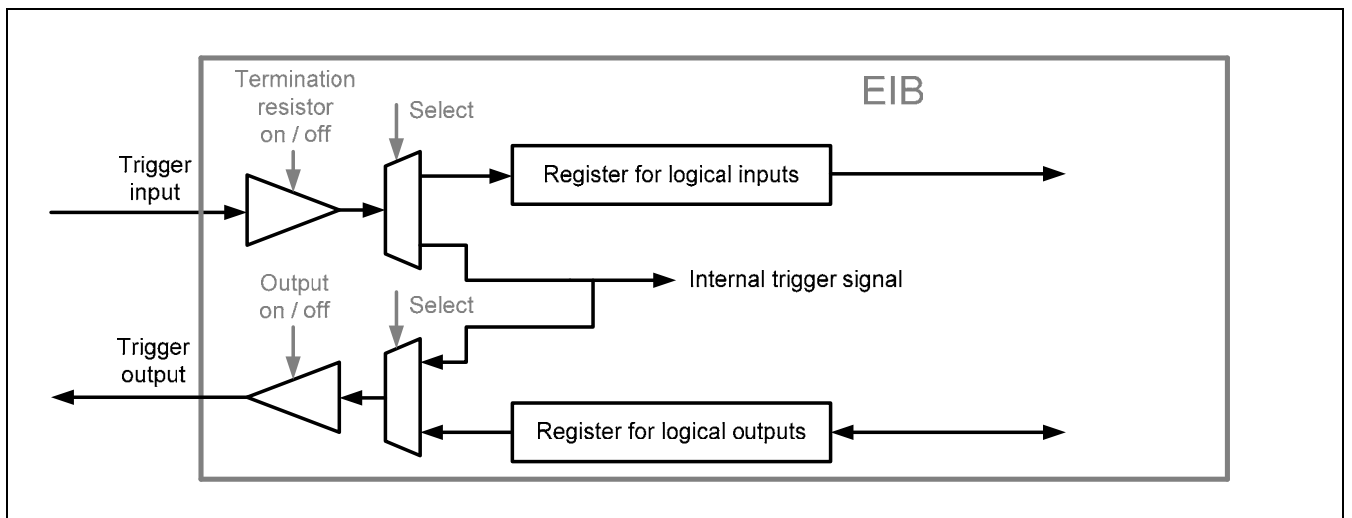 EIB
Termination
resistor
on / off
Select
Trigger
input
Register for logical inputs
Internal trigger signal
Output
on / off
Select
Trigger
output
Register for logical outputs